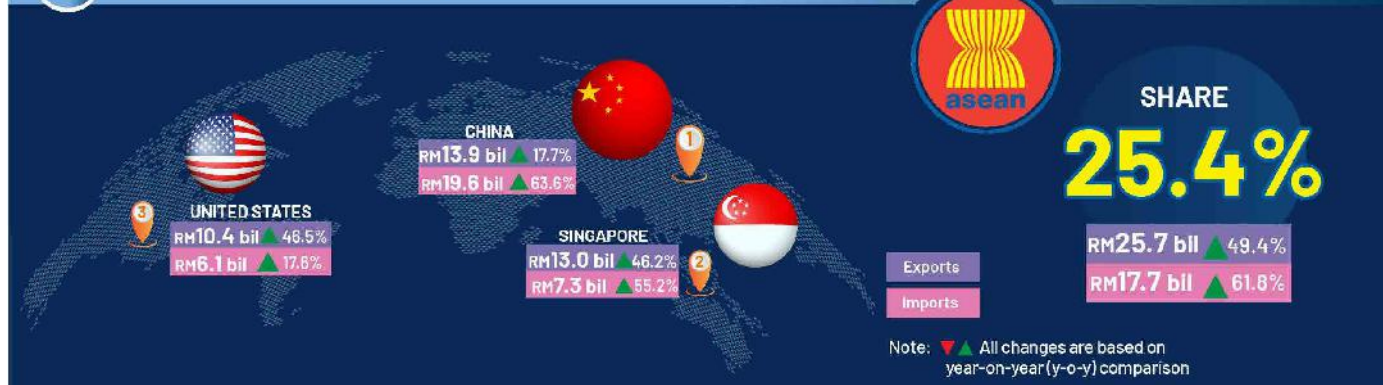 3
UNITED STATES
RM10.4 bil ▲ 46.5%
RM6.1 bil ▲ 17.6%
CHINA
RM13.9 bil ▲ 17.7%
RM19.6 bil ▲ 63.6%
1
SINGAPORE
RM13.0 bil ▲ 46.2%
RM7.3 bil ▲ 55.2%
2
asean
SHARE
25.4%
RM25.7 bil ▲ 49.4%
RM17.7 bil ▲ 61.8%
Exports
Imports
Note: ▼▲ All changes are based on
year-on-year (y-o-y) comparison